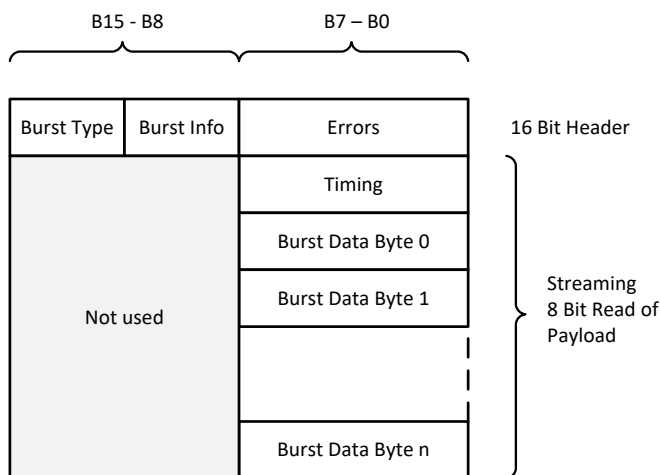 B15 - B8
B7 – B0
Burst Type
Burst Info
Errors
16 Bit Header
Timing
Burst Data Byte 0
Burst Data Byte 1
Not used
Streaming
8 Bit Read of
Payload
Burst Data Byte n